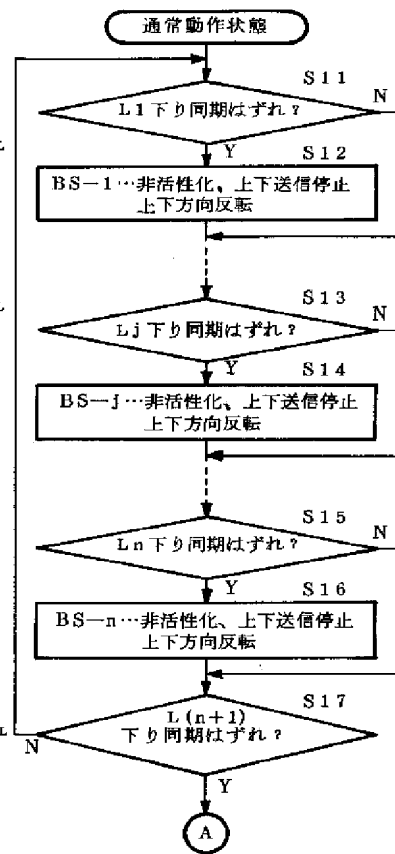 通常動作状態
S11
L1下り同期はずれ?
N
Y
S12
BS-1…非活性化、上下送信停止
上下方向反転
S13
Lj下り同期はずれ?
N
Y
S14
BS-j…非活性化、上下送信停止
上下方向反転
S15
Ln下り同期はずれ?
N
Y
S16
BS-n…非活性化、上下送信停止
上下方向反転
S17
L(n+1)
下り同期はずれ?
N
Y
A